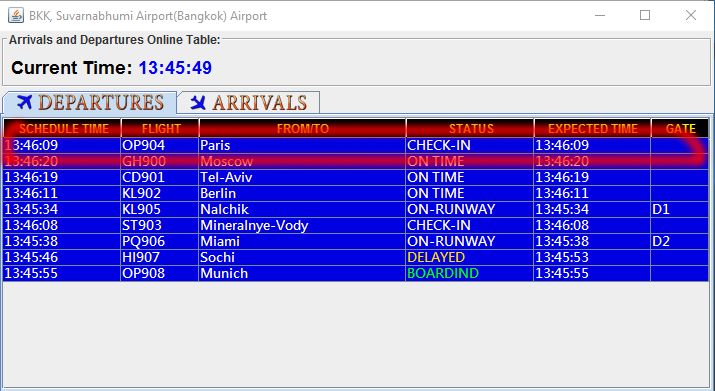 BKK, Suvarnabhumi Airport(Bangkok) Airport
Arrivals and Departures Online Table:
Current Time: 13:45:49
DEPARTURES ARRIVALS
SCHEDULE TIME FLIGHT FROM/TO STATUS EXPECTED TIME GATE
13:46:09 OP904 Paris CHECK-IN 13:46:09
13:46:20 GH900 Moscow ON TIME 13:46:20
13:46:19 CD901 Tel-Aviv ON TIME 13:46:19
13:46:11 KL902 Berlin ON TIME 13:46:11
13:45:34 KL905 Nalchik ON-RUNWAY 13:45:34 D1
13:46:08 ST903 Mineralnye-Vody CHECK-IN 13:46:08
13:45:38 PQ906 Miami ON-RUNWAY 13:45:38 D2
13:45:46 HI907 Sochi DELAYED 13:45:53
13:45:55 OP908 Munich BOARDIND 13:45:55